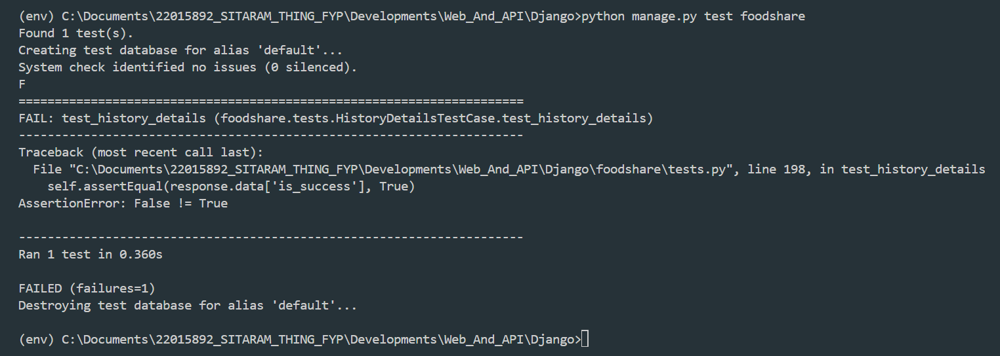 (env) C:\Documents\22015892_SITARAM_THING_FYP\Developments\Web_And_API\Django>python manage.py test foodshare
Found 1 test(s).
Creating test database for alias 'default'...
System check identified no issues (0 silenced).
F
======================================================================
FAIL: test_history_details (foodshare.tests.HistoryDetailsTestCase.test_history_details)
----------------------------------------------------------------------
Traceback (most recent call last):
  File "C:\Documents\22015892_SITARAM_THING_FYP\Developments\Web_And_API\Django\foodshare\tests.py", line 198, in test_history_details
    self.assertEqual(response.data['is_success'], True)
AssertionError: False != True
----------------------------------------------------------------------
Ran 1 test in 0.360s
FAILED (failures=1)
Destroying test database for alias 'default'...
(env) C:\Documents\22015892_SITARAM_THING_FYP\Developments\Web_And_API\Django>